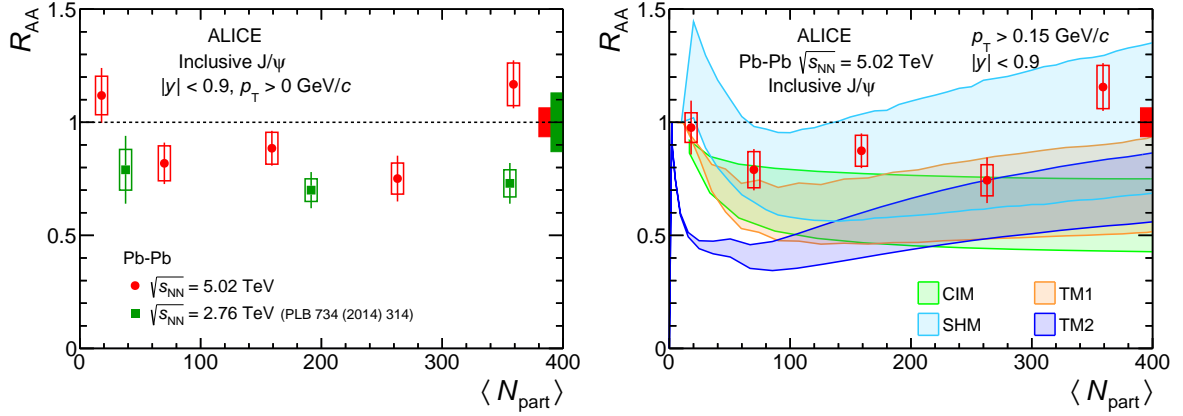 ALICE
Inclusive J/ψ
|y| < 0.9, p_T > 0 GeV/c
R_AA
1.5
1
0.5
0
Pb-Pb
√s_NN = 5.02 TeV
√s_NN = 2.76 TeV (PLB 734 (2014) 314)
0 100 200 300 400
⟨ N_part ⟩
ALICE
Pb-Pb √s_NN = 5.02 TeV
Inclusive J/ψ
p_T > 0.15 GeV/c
|y| < 0.9
R_AA
1.5
1
0.5
0
CIM
SHM
TM1
TM2
0 100 200 300 400
⟨ N_part ⟩